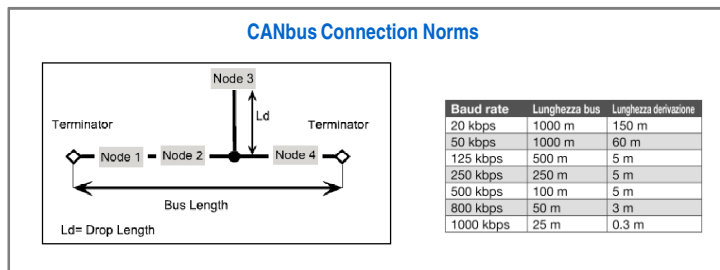 CANbus Connection Norms
Node 3
Ld
Terminator
Terminator
Node 1
Node 2
Node 4
Bus Length
Ld= Drop Length
Baud rate Lunghezza bus Lunghezza derivazione
20 kbps 1000 m 150 m
50 kbps 1000 m 60 m
125 kbps 500 m 5 m
250 kbps 250 m 5 m
500 kbps 100 m 5 m
800 kbps 50 m 3 m
1000 kbps 25 m 0.3 m